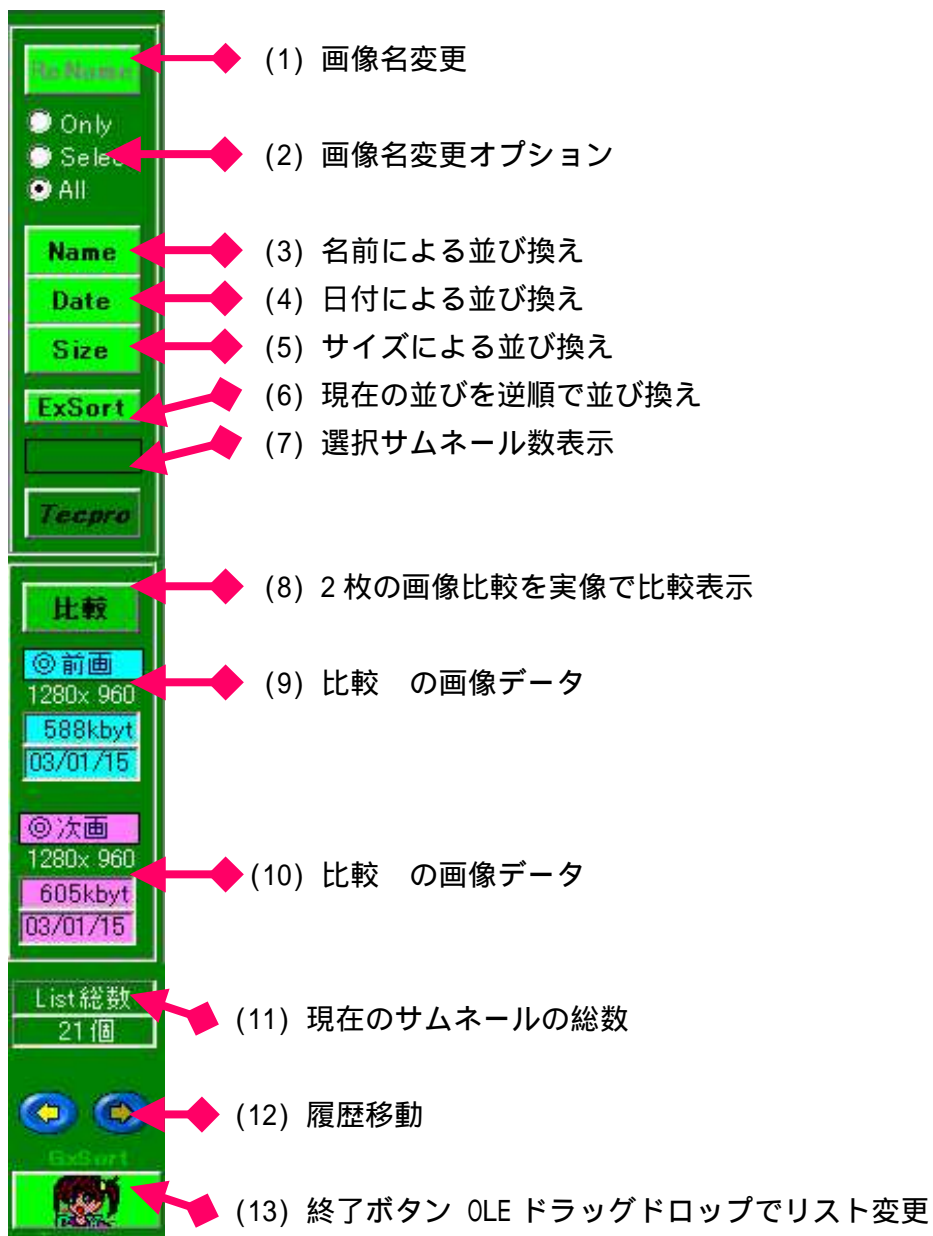 ReName
(1) 画像名変更
Only
Selec
All
(2) 画像名変更オプション
Name
(3) 名前による並び換え
Date
(4) 日付による並び換え
Size
(5) サイズによる並び換え
ExSort
(6) 現在の並びを逆順で並び換え
(7) 選択サムネール数表示
Tecpro
比較
(8) 2枚の画像比較を実像で比較表示
◎前画
1280x 960
588kbyt
03/01/15
(9) 比較 の画像データ
◎次画
1280x 960
605kbyt
03/01/15
(10) 比較 の画像データ
List総数
21個
(11) 現在のサムネールの総数
(12) 履歴移動
GxSort
(13) 終了ボタン OLEドラッグドロップでリスト変更